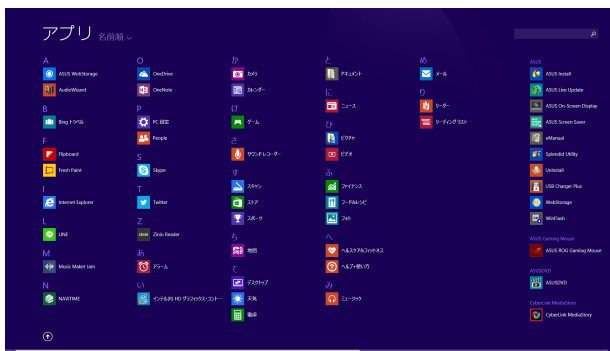 アプリ 名前順
A
ASUS WebStorage
AudioWizard
B
Bing トラベル
F
Flipboard
Fresh Paint
I
Internet Explorer
L
LINE
M
Music Maker Jam
N
NAVITIME
O
OneDrive
OneNote
P
PC 設定
People
S
Skype
T
Twitter
Z
Zinio Reader
あ
アラーム
い
インテル(R) HD グラフィックス・コント…
か
カメラ
カレンダー
け
ゲーム
さ
サウンド レコーダー
す
スキャン
ストア
スポーツ
ち
地図
て
デスクトップ
天気
電卓
と
ドキュメント
に
ニュース
ひ
ピクチャ
ビデオ
ふ
ファイナンス
フード&レシピ
フォト
へ
ヘルスケア&フィットネス
ヘルプ+使い方
み
ミュージック
め
メール
り
リーダー
リーディング リスト
ASUS
ASUS Install
ASUS Live Update
ASUS On-Screen Display
ASUS Screen Saver
eManual
Splendid Utility
Uninstall
USB Charger Plus
WebStorage
WinFlash
ASUS Gaming Mouse
ASUS ROG Gaming Mouse
ASUSDVD
ASUSDVD
CyberLink MediaStory
CyberLink MediaStory